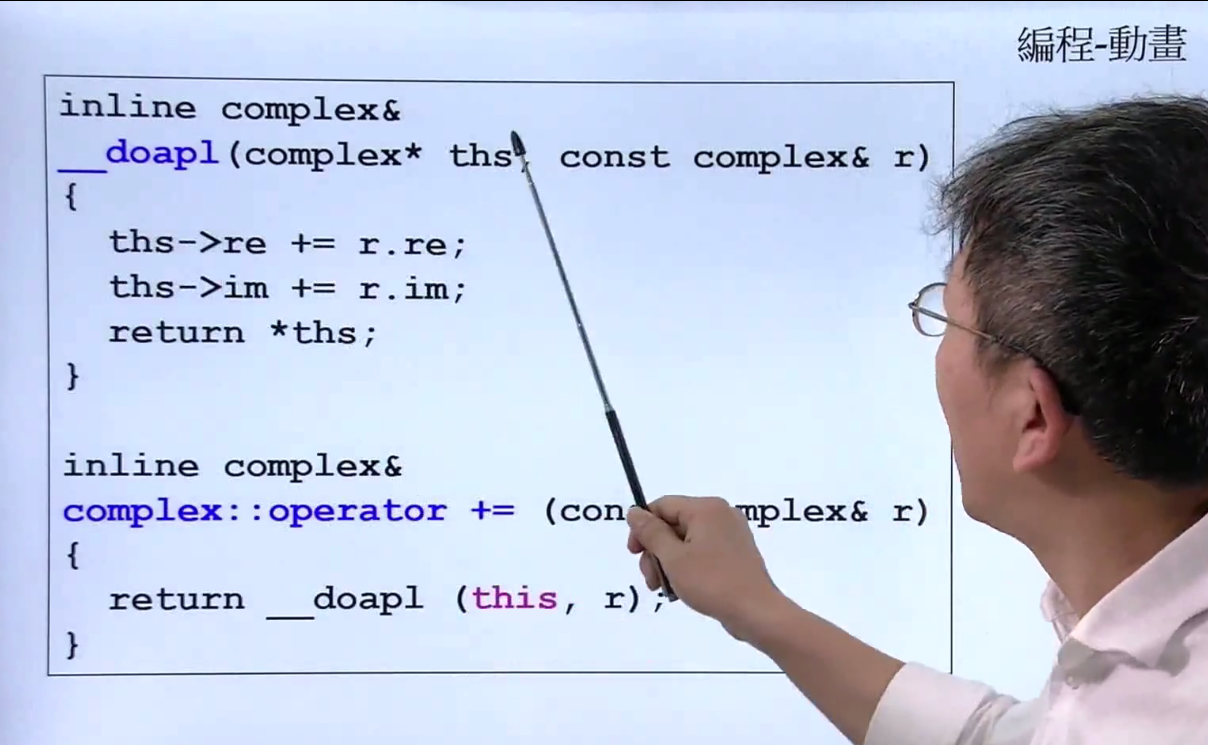 編程-動畫
inline complex&
__doapl(complex* ths, const complex& r)
{
ths->re += r.re;
ths->im += r.im;
return *ths;
}
inline complex&
complex::operator += (con mplex& r)
{
return __doapl (this, r);
}